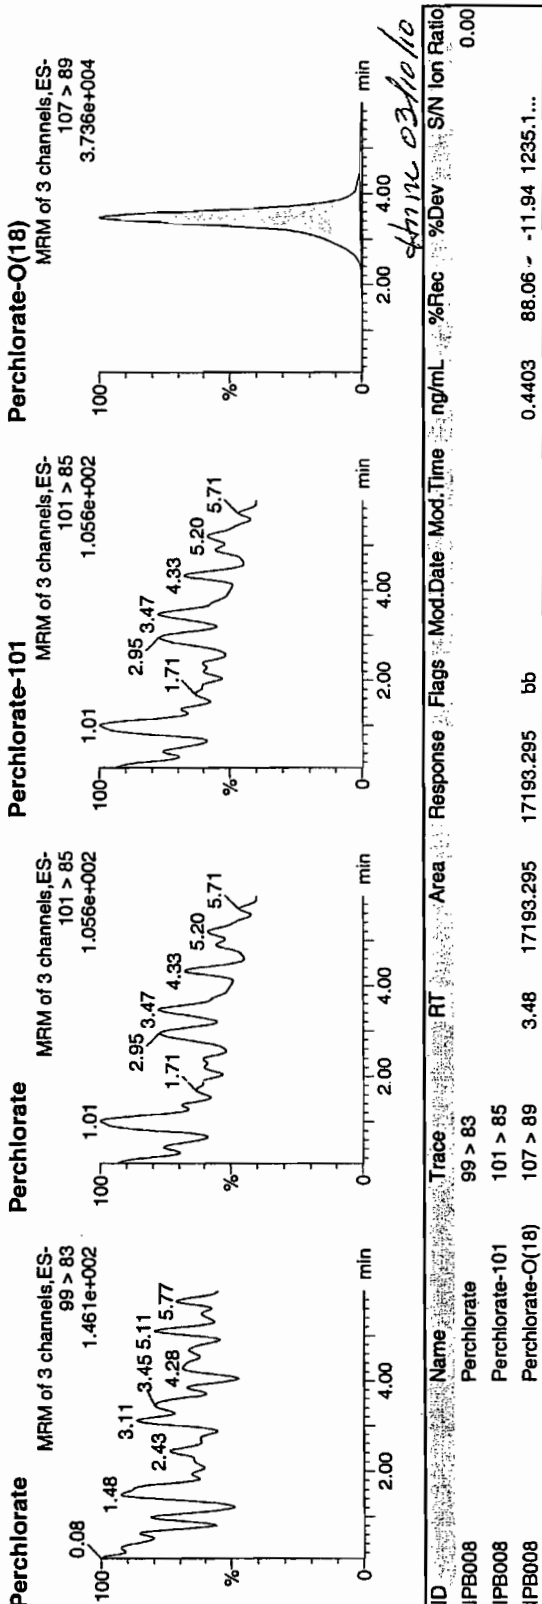 Perchlorate
MRM of 3 channels,ES-
99 > 83
1.461e+002
100
0.08
1.48
2.43
3.11
3.45
4.28
5.11
5.77
%
0
2.00
4.00
min
Perchlorate
MRM of 3 channels,ES-
101 > 85
1.056e+002
100
1.01
1.71
2.95
3.47
4.33
5.20
5.71
%
2.00
4.00
min
0
Perchlorate-101
MRM of 3 channels,ES-
101 > 85
1.056e+002
100
1.01
1.71
2.95
3.47
4.33
5.20
5.71
%
2.00
4.00
min
0
Perchlorate-O(18)
MRM of 3 channels,ES-
107 > 89
3.736e+004
100
%
0
2.00
4.00
min
03/10/10
ID Name Trace RT Area Response Flags Mod.Date Mod.Time ng/mL %Rec %Dev S/N Ion Ratio
IPB008 Perchlorate 99 > 83 0.00
IPB008 Perchlorate-101 101 > 85
IPB008 Perchlorate-O(18) 107 > 89 3.48 17193.295 17193.295 bb 0.4403 88.06 -11.94 1235.1...